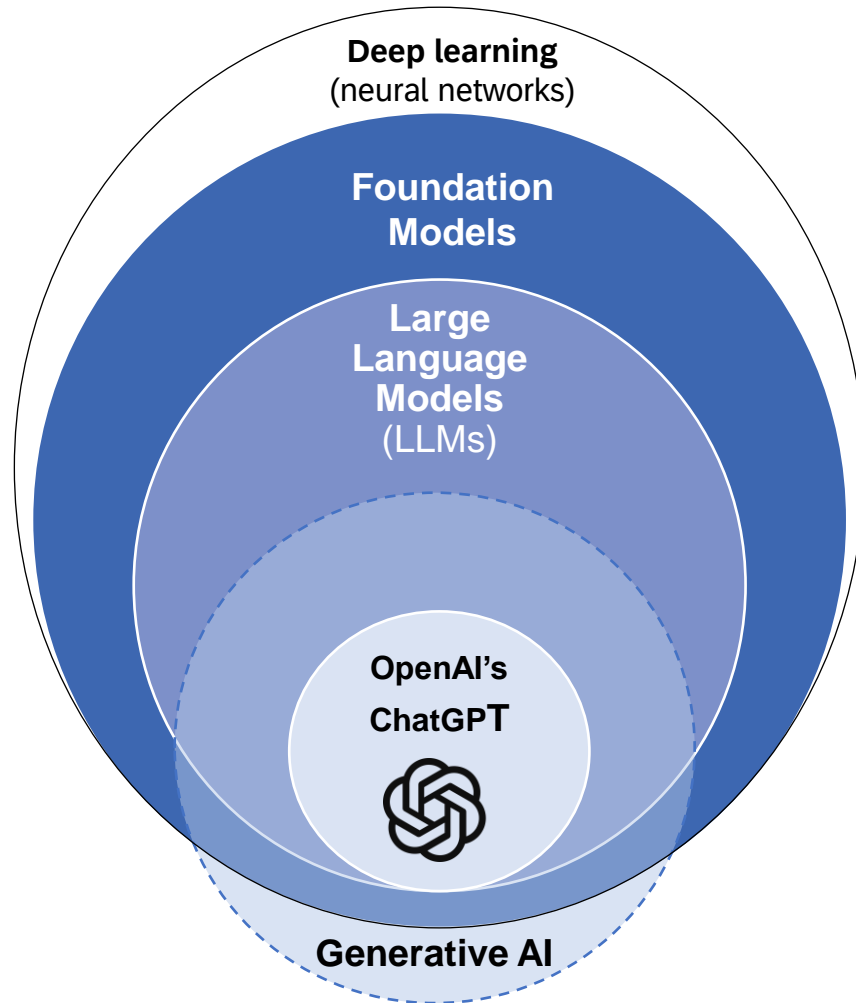 Deep learning
(neural networks)
Foundation
Models
Large
Language
Models
(LLMs)
OpenAI’s
ChatGPT
Generative AI